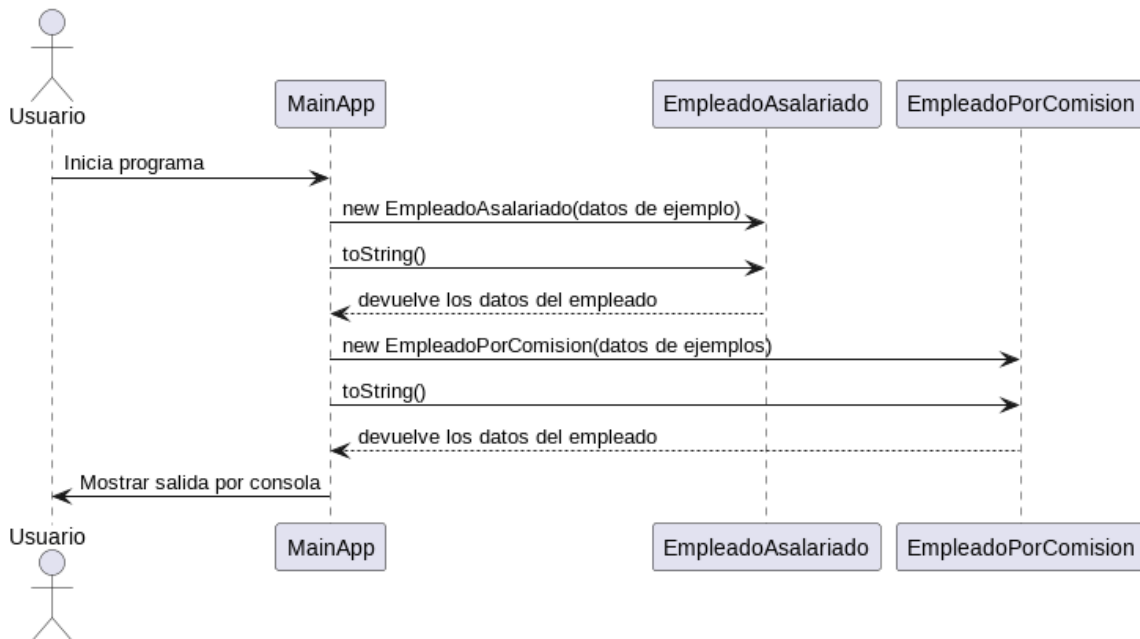 Usuario
MainApp
EmpleadoAsalariado
EmpleadoPorComision
Inicia programa
new EmpleadoAsalariado(datos de ejemplo)
toString()
devuelve los datos del empleado
new EmpleadoPorComision(datos de ejemplos)
toString()
devuelve los datos del empleado
Mostrar salida por consola
Usuario
MainApp
EmpleadoAsalariado
EmpleadoPorComision